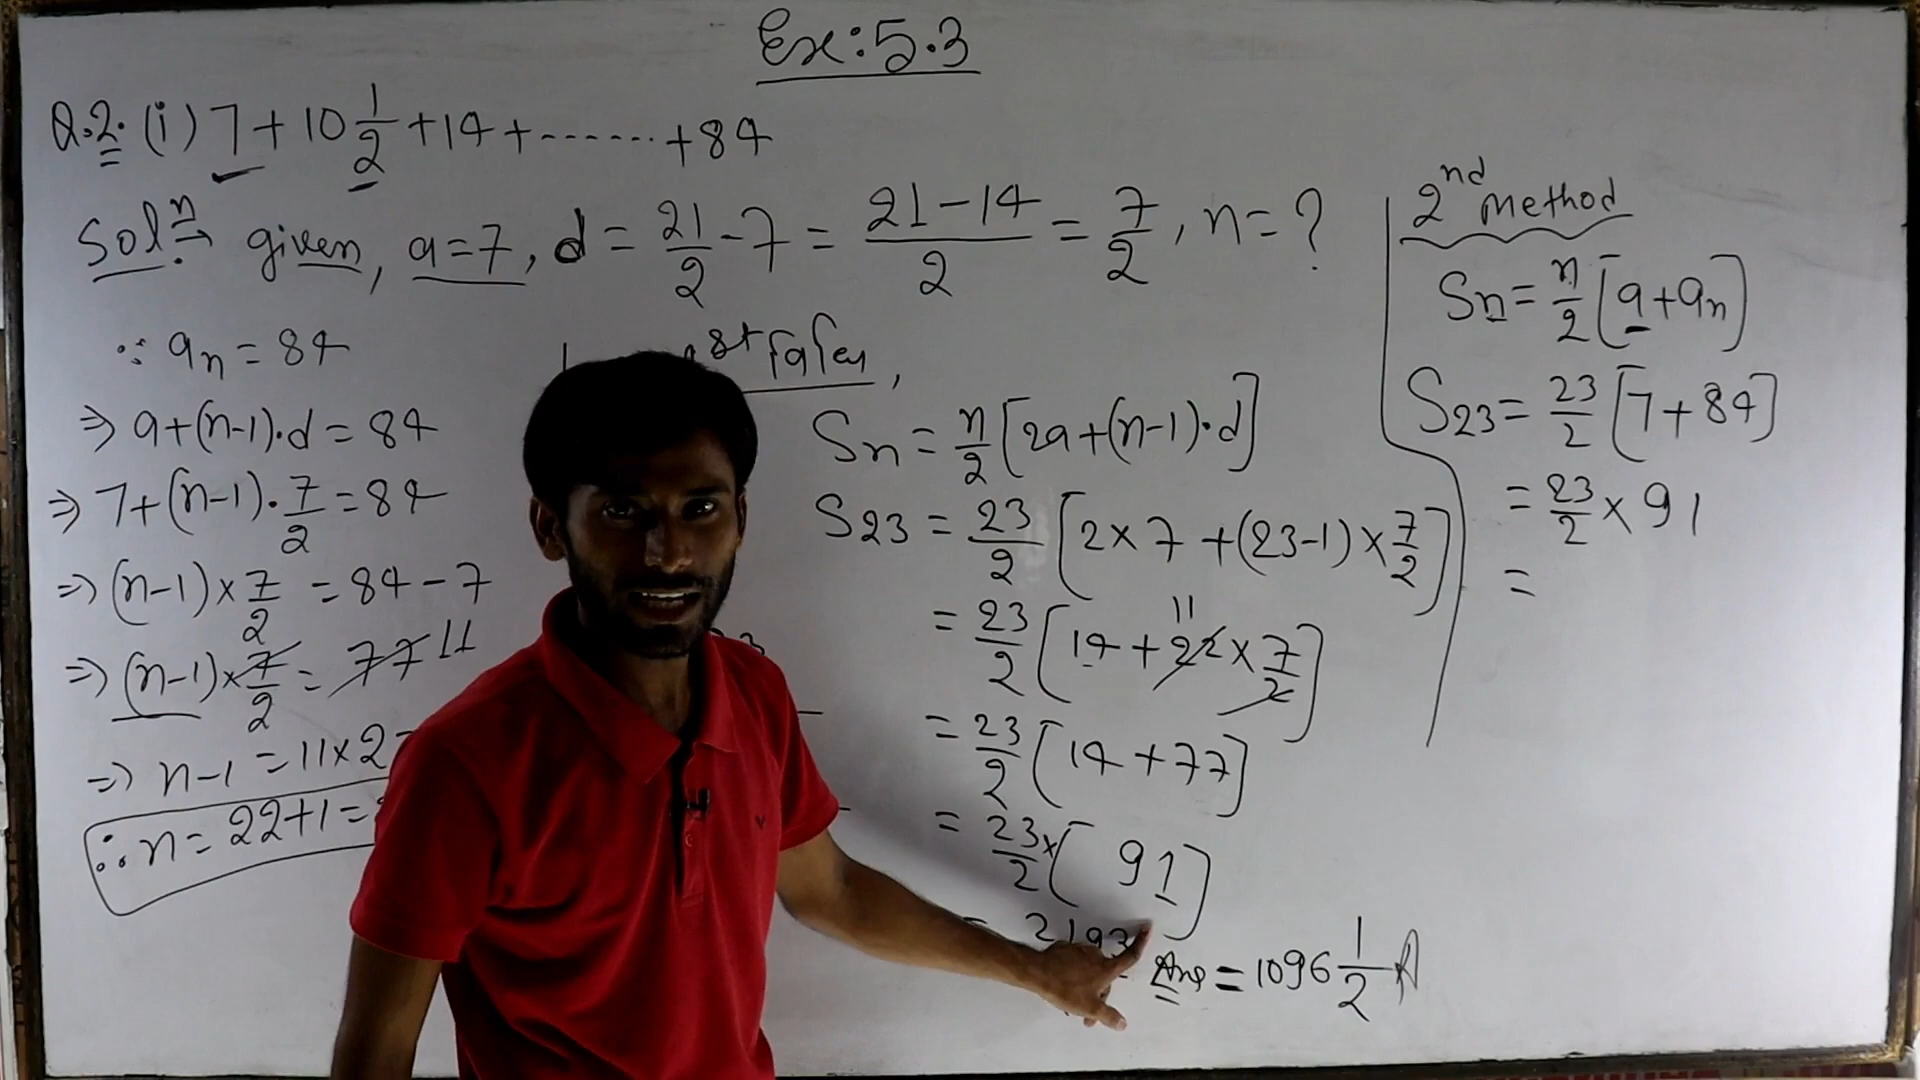 Ex:5.3
Q.2. (i) 7+10 1/2 +14+-------+84
Solⁿ→ given, a=7, d = 21/2 - 7 = (21-14)/2 = 7/2, n=?
∵ an = 84
⇒ a+(n-1).d = 84
⇒ 7+(n-1).7/2 = 84
⇒ (n-1)×7/2 = 84-7
⇒ (n-1)×7/2 = 77 11
⇒ n-1 = 11×2=
∴ n = 22+1=
Sn = n/2 [2a+(n-1).d]
S23 = 23/2 [2×7+(23-1)×7/2]
= 23/2 [14+22×7/2] 11
= 23/2 [14+77]
= 23/2 × [91]
= 2193 Ans = 1096 1/2 A
2nd Method
Sn = n/2 [a+an]
S23 = 23/2 [7+84]
= 23/2 × 91
=